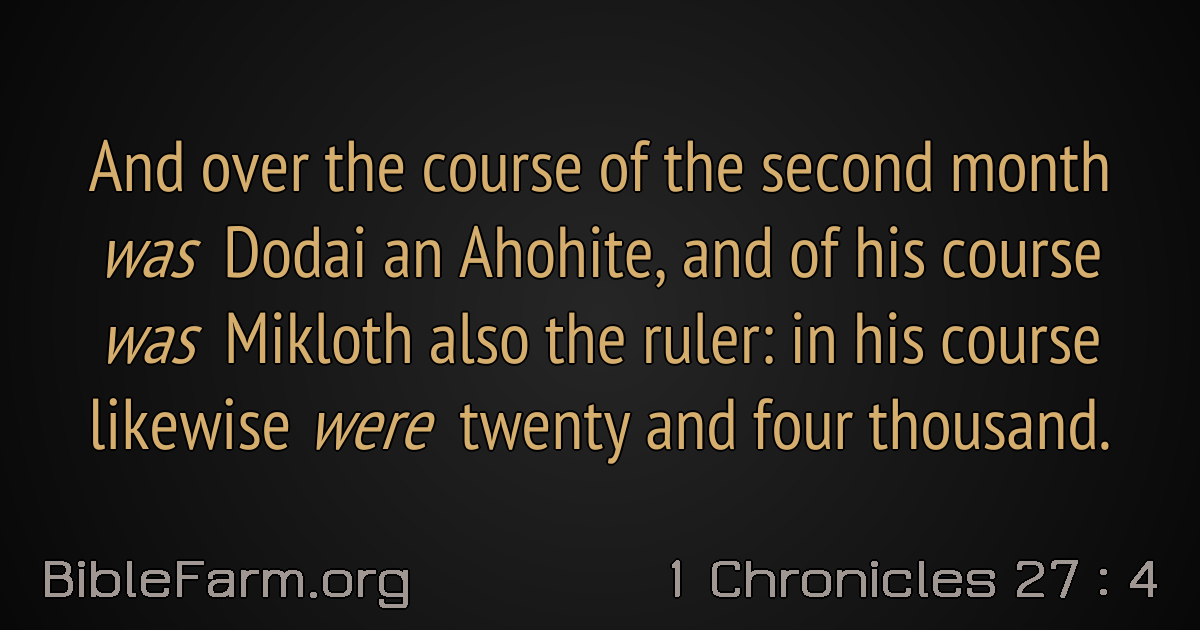 And over the course of the second month
was Dodai an Ahohite, and of his course
was Mikloth also the ruler: in his course
likewise were twenty and four thousand.
BibleFarm.org
1 Chronicles 27 : 4